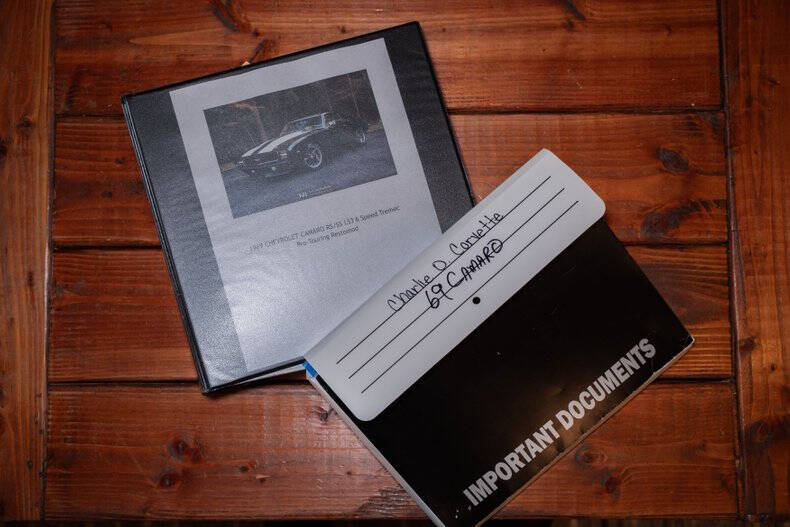 1969 CHEVROLET CAMARO RS/SS LS3 6 Speed Tremec
Pro-Touring Restomod
Charlie D. Corvette
69 CAMARO
IMPORTANT DOCUMENTS